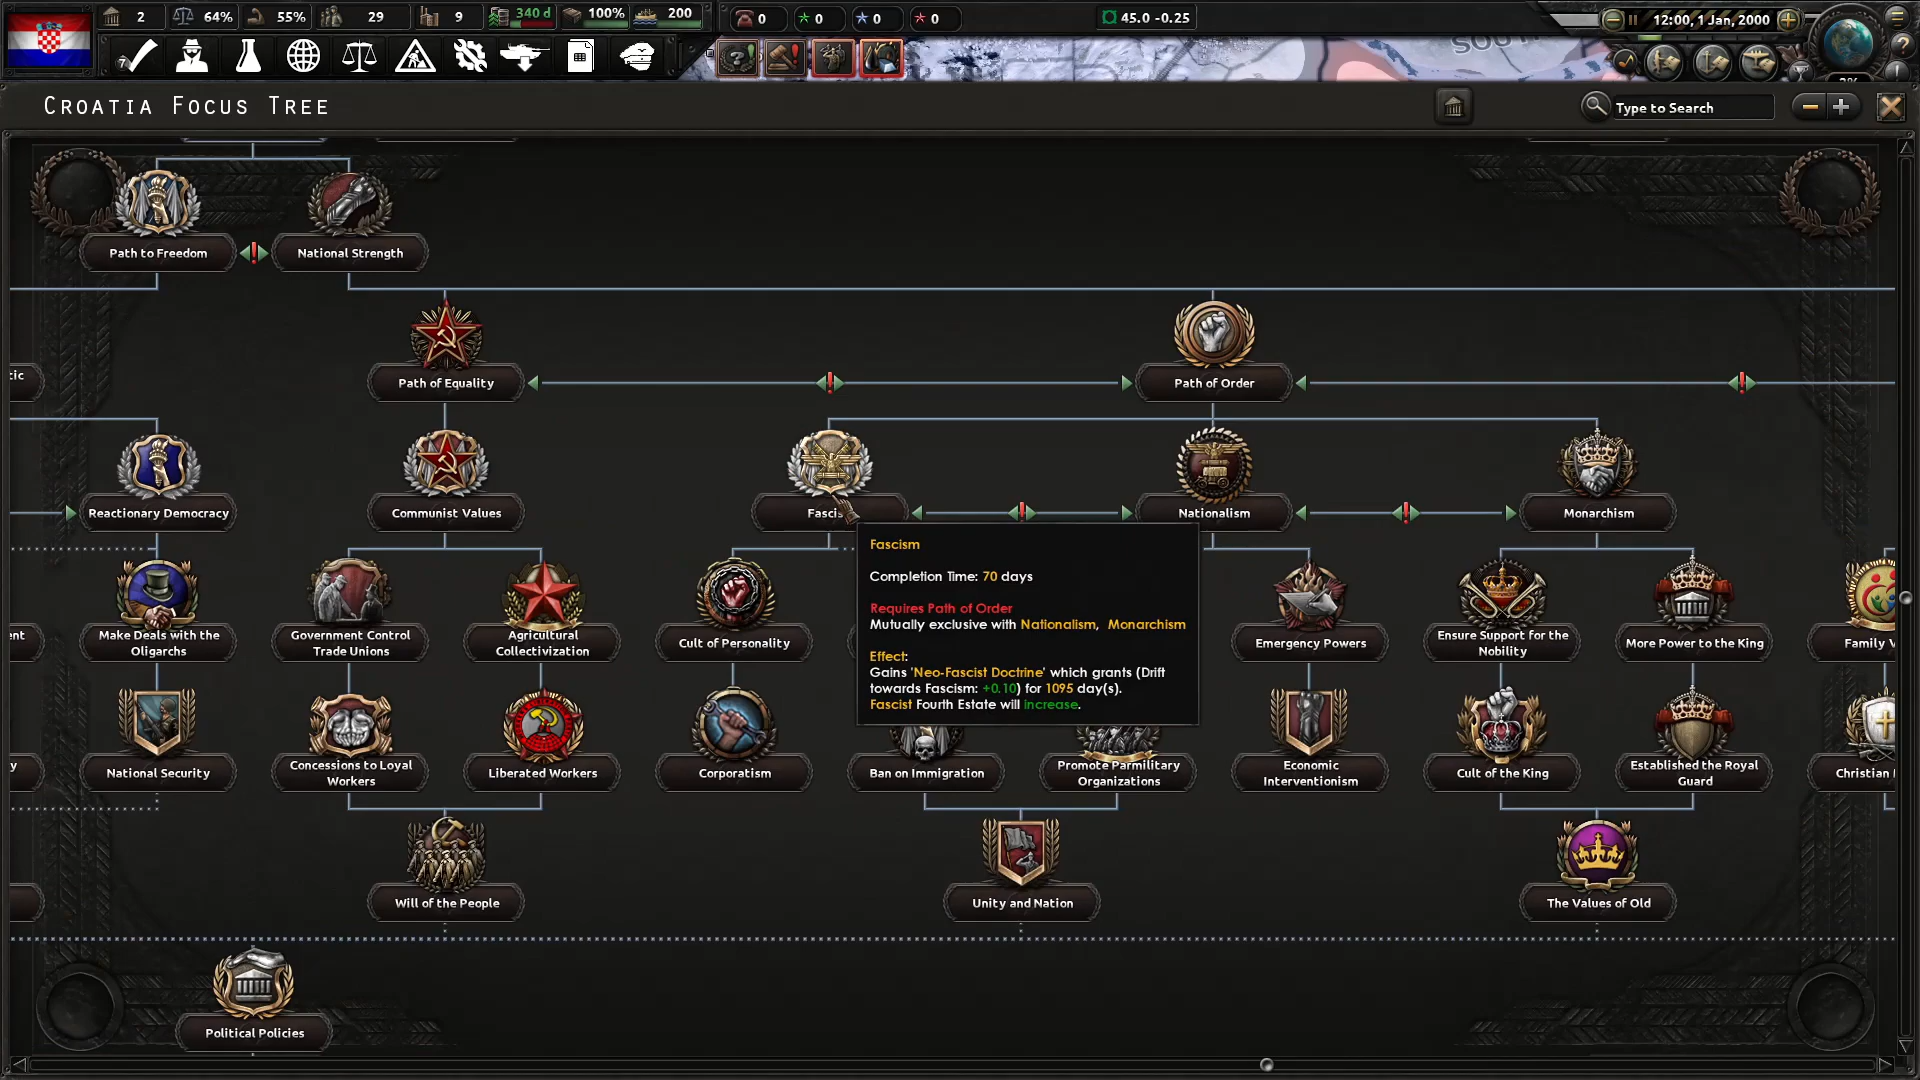 2
64%
55%
29
9
340 d
100%
200
0
0
0
0
45.0 -0.25
12:00, 1 Jan, 2000
7
SOUT
Croatia Focus Tree
Type to Search
Path to Freedom
National Strength
Path of Equality
Path of Order
tic
Reactionary Democracy
Communist Values
Fascis
Nationalism
Monarchism
Fascism
Completion Time: 70 days
Requires Path of Order
Mutually exclusive with Nationalism, Monarchism
Effect:
Gains 'Neo-Fascist Doctrine' which grants (Drift
towards Fascism: +0.10) for 1095 day(s).
Fascist Fourth Estate will increase.
ent
Make Deals with the
Oligarchs
Government Control
Trade Unions
Agricultural
Collectivization
Cult of Personality
Emergency Powers
Ensure Support for the
Nobility
More Power to the King
Family V
y
National Security
Concessions to Loyal
Workers
Liberated Workers
Corporatism
Ban on Immigration
Promote Parmilitary
Organizations
Economic
Interventionism
Cult of the King
Established the Royal
Guard
Christian
Will of the People
Unity and Nation
The Values of Old
Political Policies